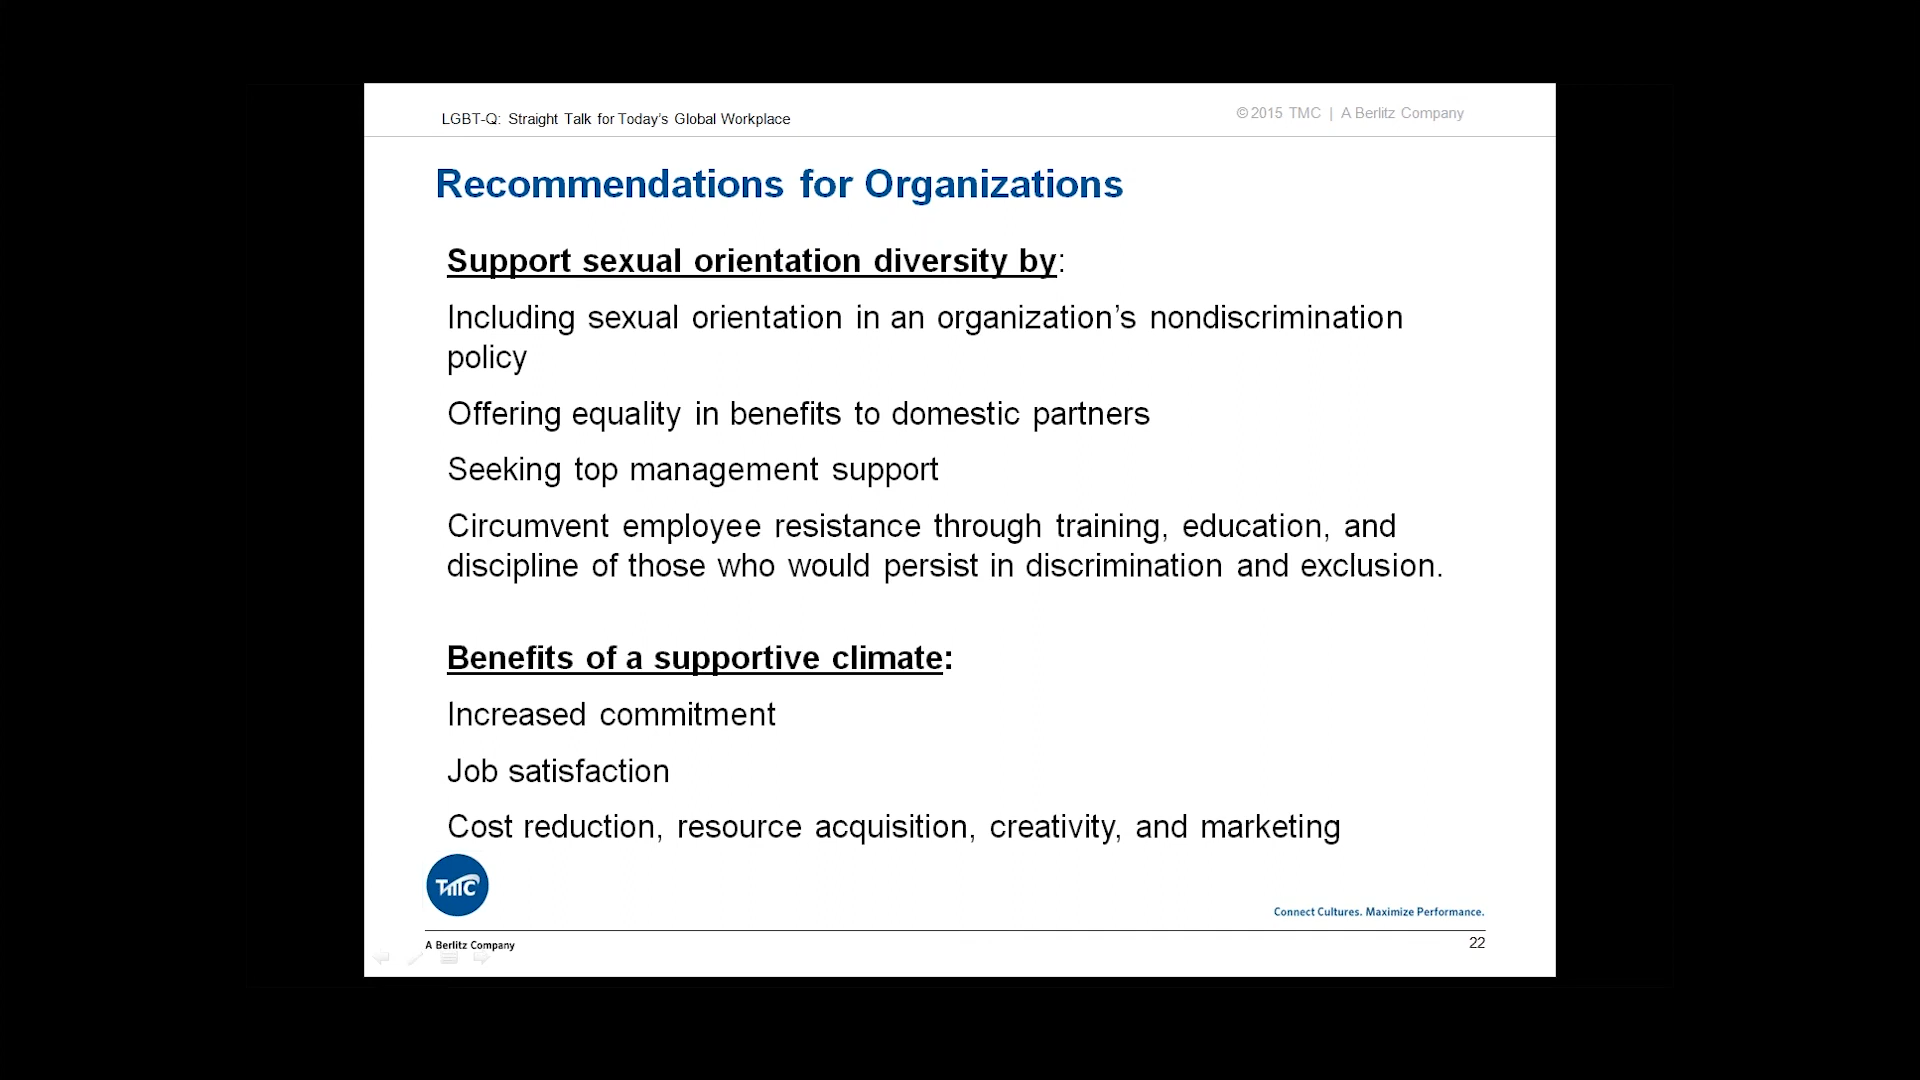 LGBT-Q: Straight Talk for Today’s Global Workplace
© 2015 TMC | A Berlitz Company
Recommendations for Organizations
Support sexual orientation diversity by:
Including sexual orientation in an organization’s nondiscrimination
policy
Offering equality in benefits to domestic partners
Seeking top management support
Circumvent employee resistance through training, education, and
discipline of those who would persist in discrimination and exclusion.
Benefits of a supportive climate:
Increased commitment
Job satisfaction
Cost reduction, resource acquisition, creativity, and marketing
TMC
Connect Cultures. Maximize Performance.
A Berlitz Company
22